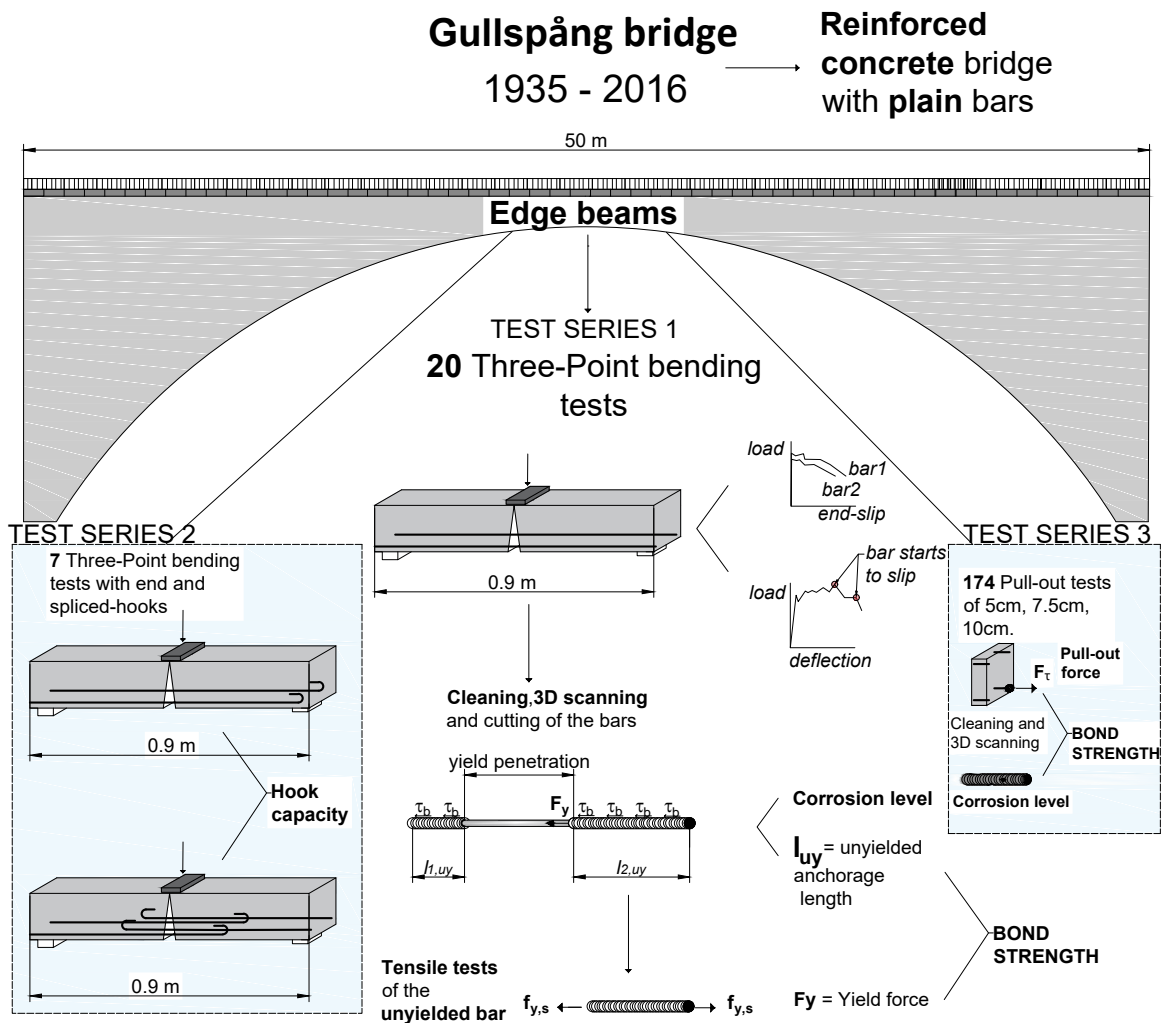 Gullspång bridge
1935 - 2016
Reinforced
concrete bridge
with plain bars
50 m
Edge beams
TEST SERIES 1
20 Three-Point bending
tests
load
bar1
bar2
end-slip
0.9 m
bar starts
to slip
load
deflection
Cleaning,3D scanning
and cutting of the bars
yield penetration
τb τb Fy τb τb τb τb
l1,uy l2,uy
Corrosion level
luy = unyielded
anchorage
length
BOND
STRENGTH
Fy = Yield force
Tensile tests
of the
unyielded bar
fy,s fy,s
TEST SERIES 2
7 Three-Point bending
tests with end and
spliced-hooks
0.9 m
Hook
capacity
0.9 m
TEST SERIES 3
174 Pull-out tests
of 5cm, 7.5cm,
10cm.
Fτ
Pull-out
force
Cleaning and
3D scanning
BOND
STRENGTH
Corrosion level